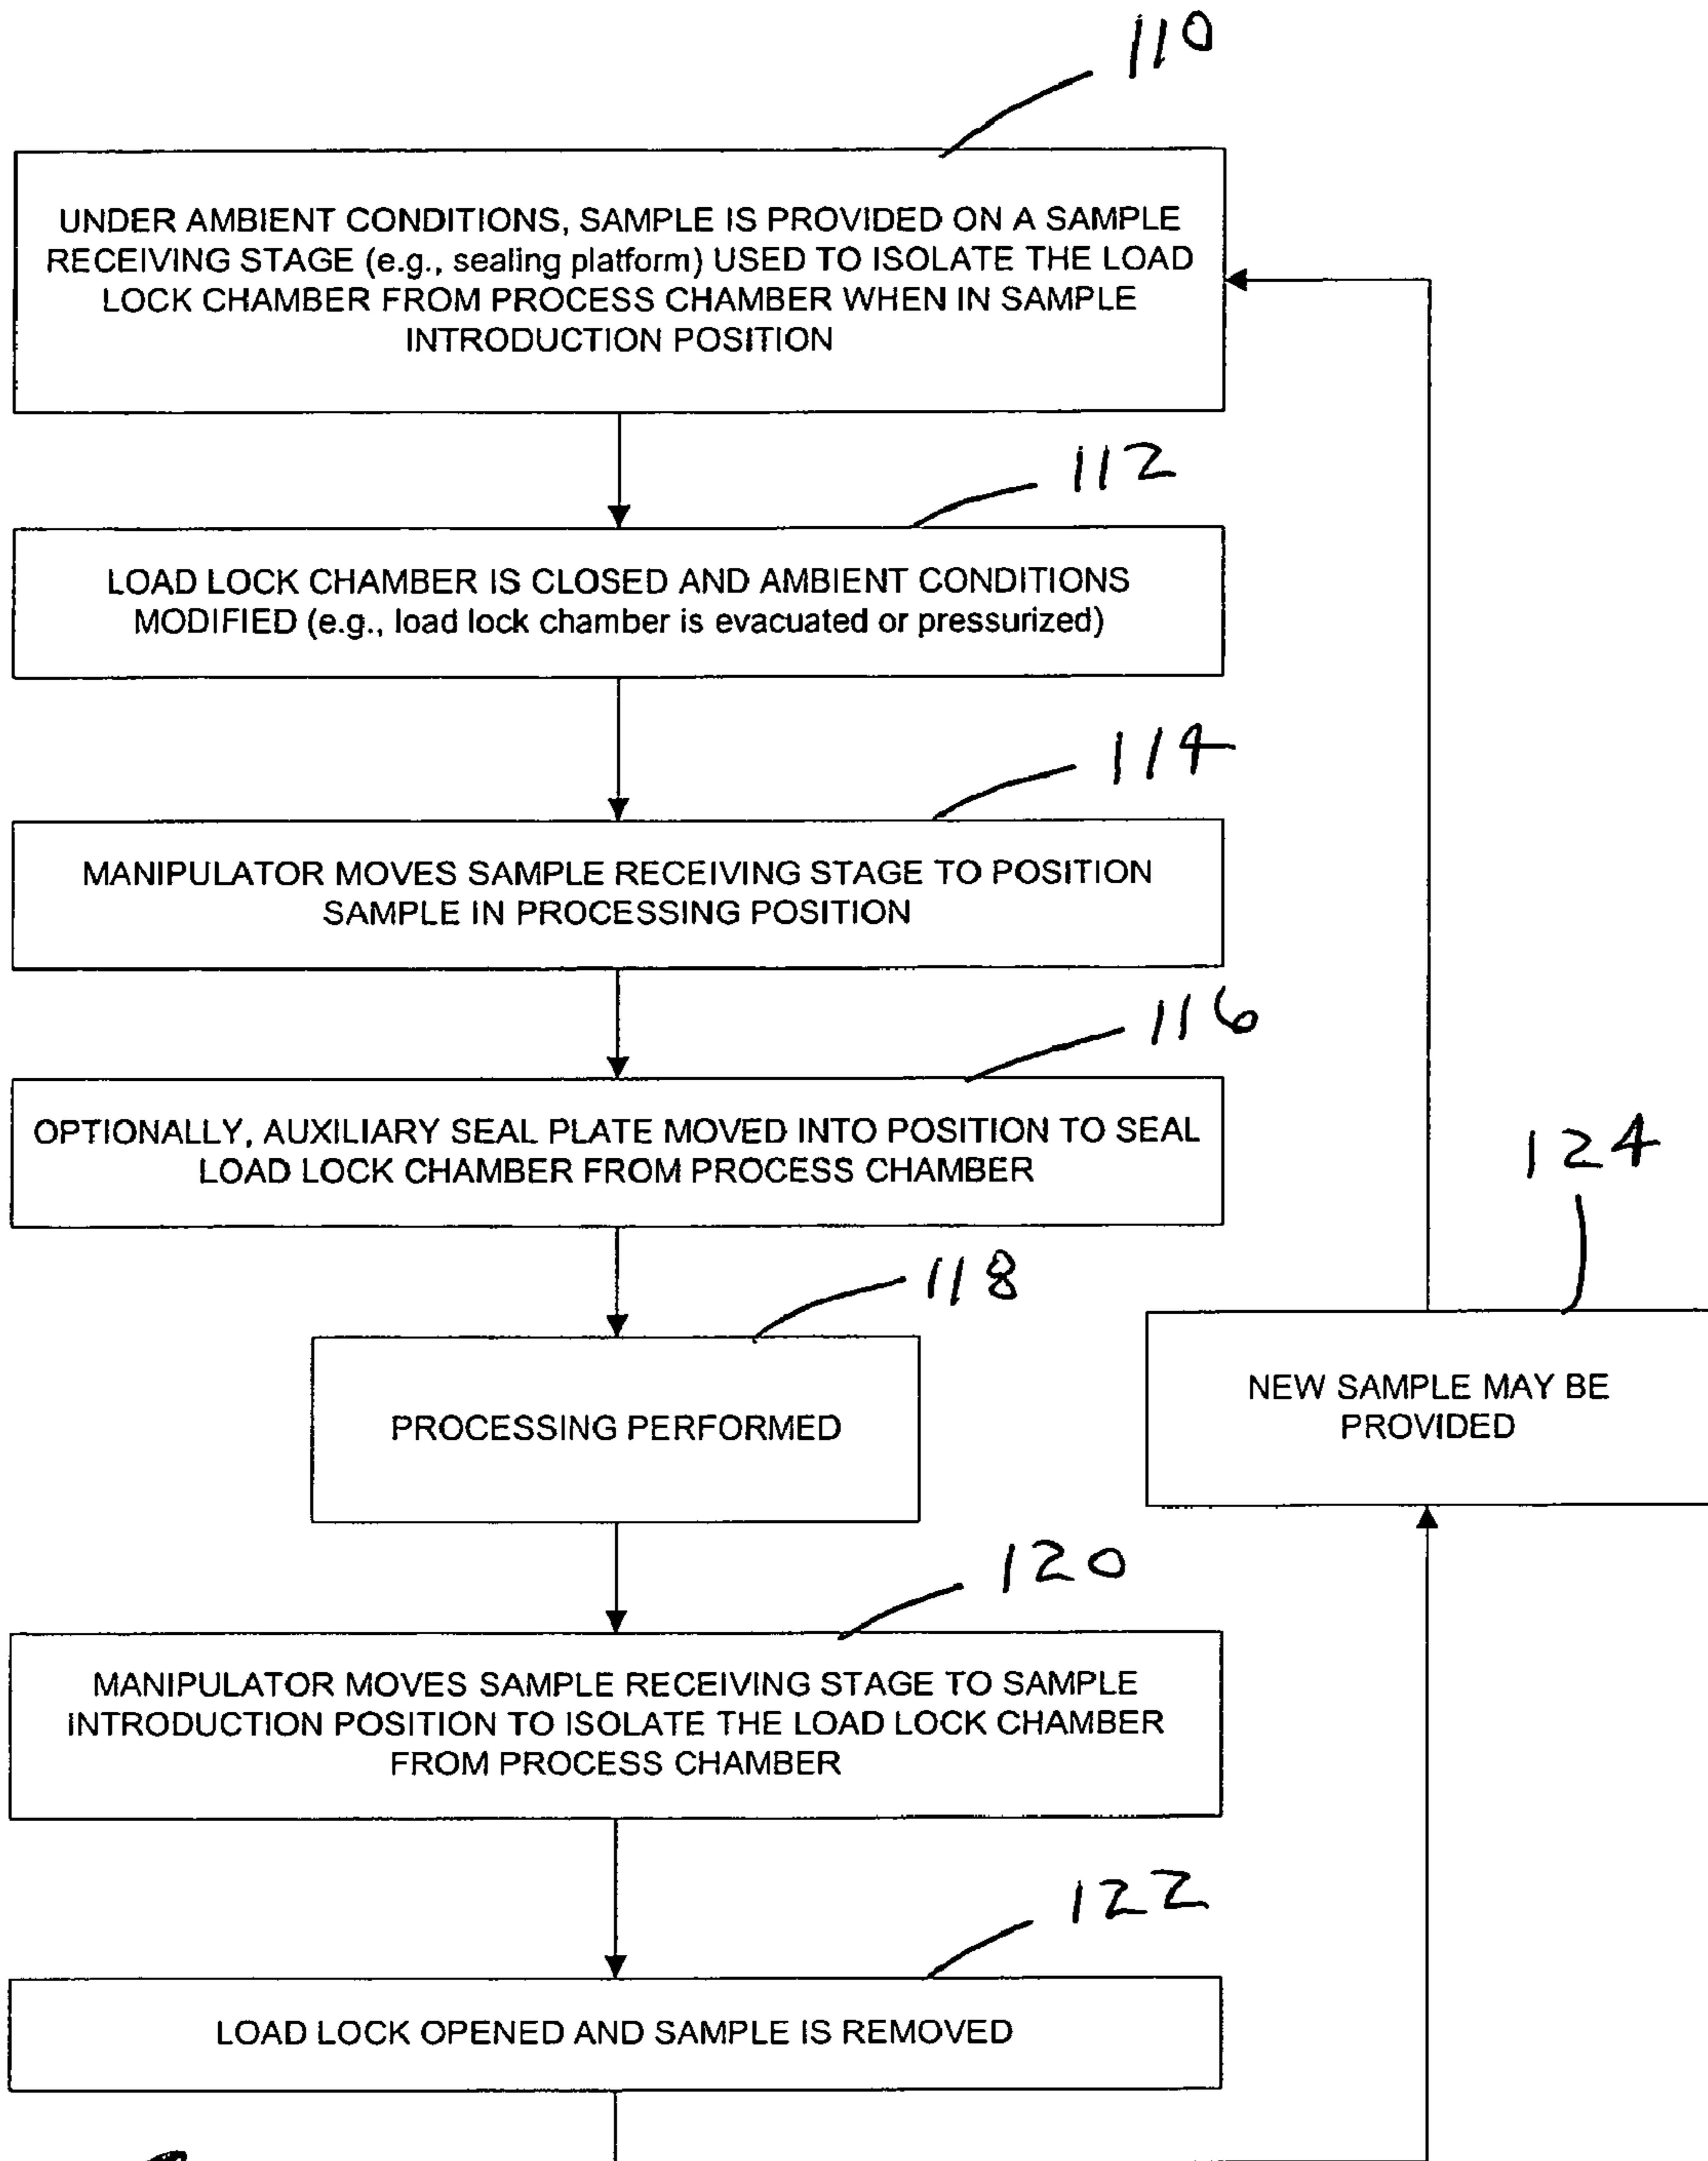 110
UNDER AMBIENT CONDITIONS, SAMPLE IS PROVIDED ON A SAMPLE
RECEIVING STAGE (e.g., sealing platform) USED TO ISOLATE THE LOAD
LOCK CHAMBER FROM PROCESS CHAMBER WHEN IN SAMPLE
INTRODUCTION POSITION
112
LOAD LOCK CHAMBER IS CLOSED AND AMBIENT CONDITIONS
MODIFIED (e.g., load lock chamber is evacuated or pressurized)
114
MANIPULATOR MOVES SAMPLE RECEIVING STAGE TO POSITION
SAMPLE IN PROCESSING POSITION
116
OPTIONALLY, AUXILIARY SEAL PLATE MOVED INTO POSITION TO SEAL
LOAD LOCK CHAMBER FROM PROCESS CHAMBER
118
PROCESSING PERFORMED
124
NEW SAMPLE MAY BE
PROVIDED
120
MANIPULATOR MOVES SAMPLE RECEIVING STAGE TO SAMPLE
INTRODUCTION POSITION TO ISOLATE THE LOAD LOCK CHAMBER
FROM PROCESS CHAMBER
122
LOAD LOCK OPENED AND SAMPLE IS REMOVED